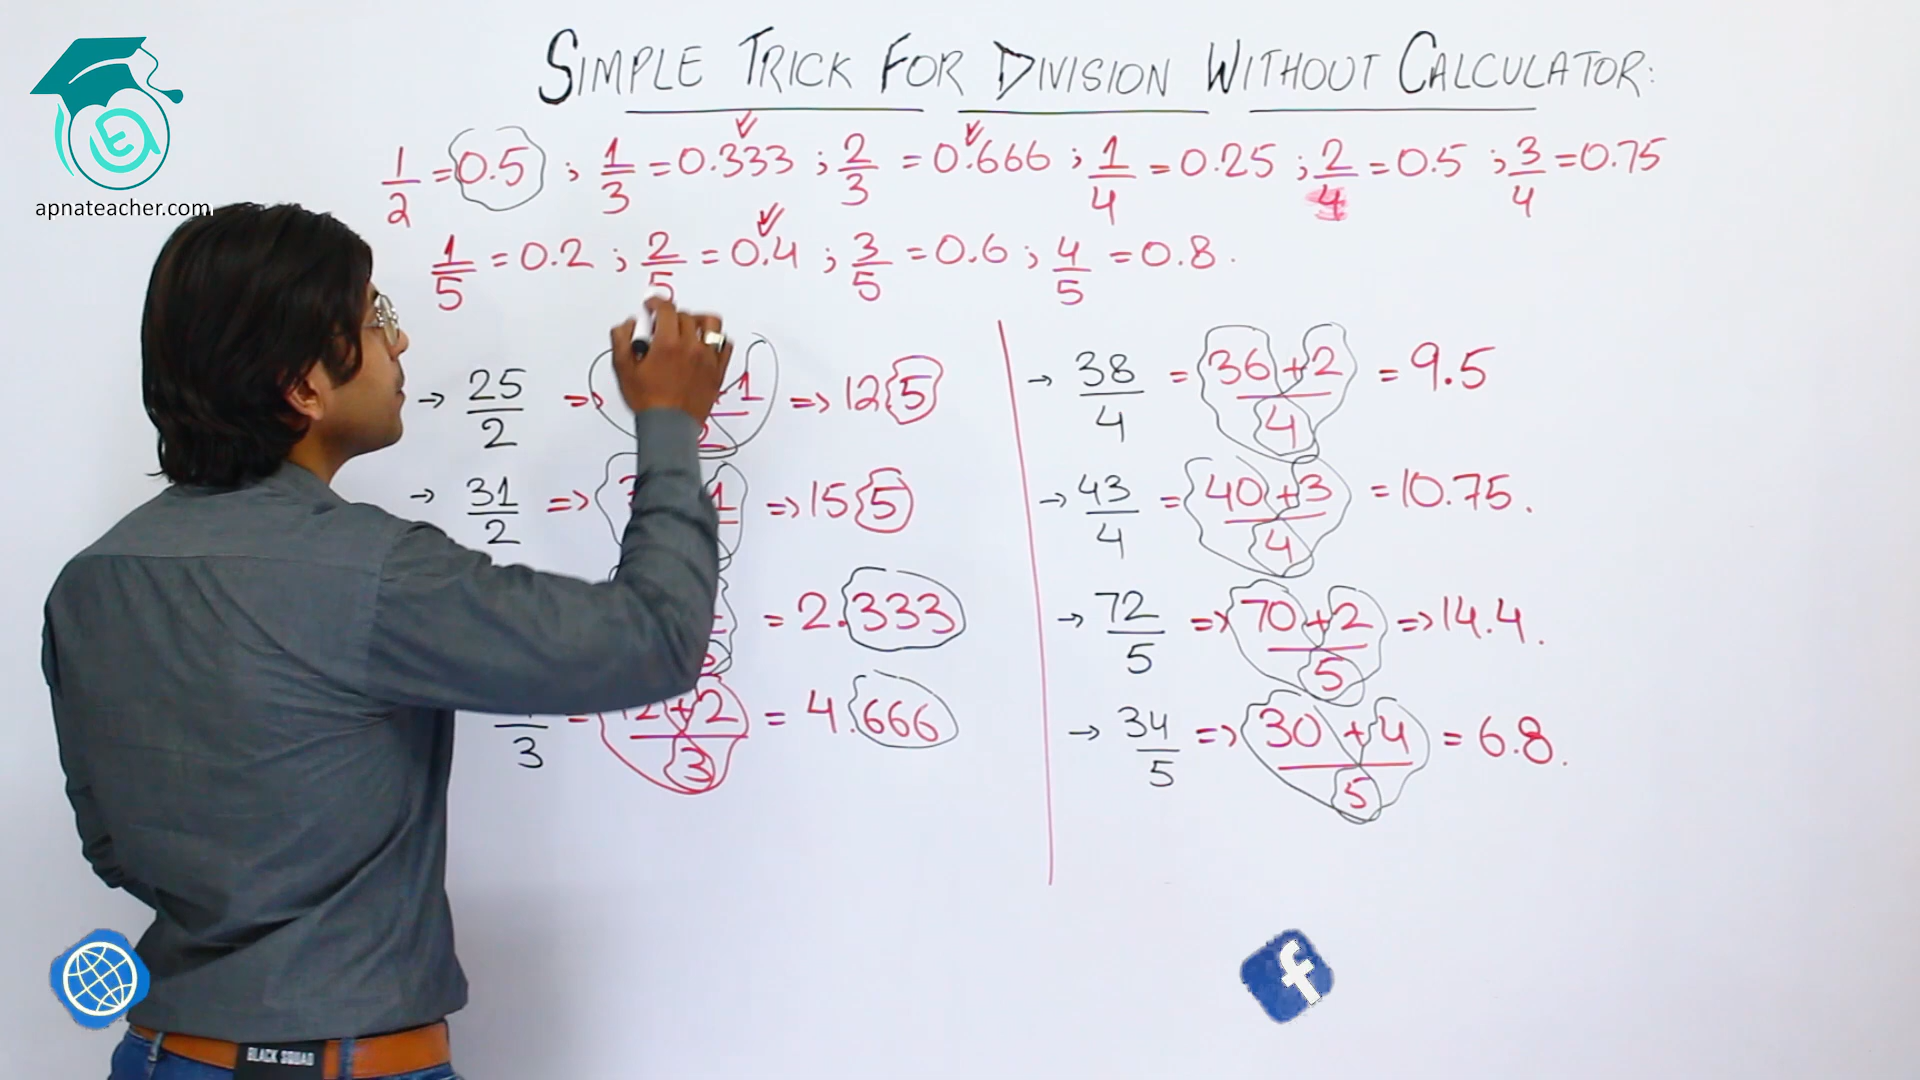 SIMPLE TRICK FOR DIVISION WITHOUT CALCULATOR:
apnateacher.com
1/2 = 0.5 ; 1/3 = 0.333 ; 2/3 = 0.666 ; 1/4 = 0.25 ; 2/4 = 0.5 ; 3/4 = 0.75
1/5 = 0.2 ; 2/5 = 0.4 ; 3/5 = 0.6 ; 4/5 = 0.8 .
→ 25/2 => +1/2 => 12.5
→ 31/2 => 1 => 15 5
= 2.333
3 = 12+2/3 = 4.666
→ 38/4 = 36+2/4 = 9.5
→ 43/4 = 40+3/4 = 10.75.
→ 72/5 => 70+2/5 => 14.4.
→ 34/5 => 30+4/5 = 6.8.
BLACK SQUAD
f